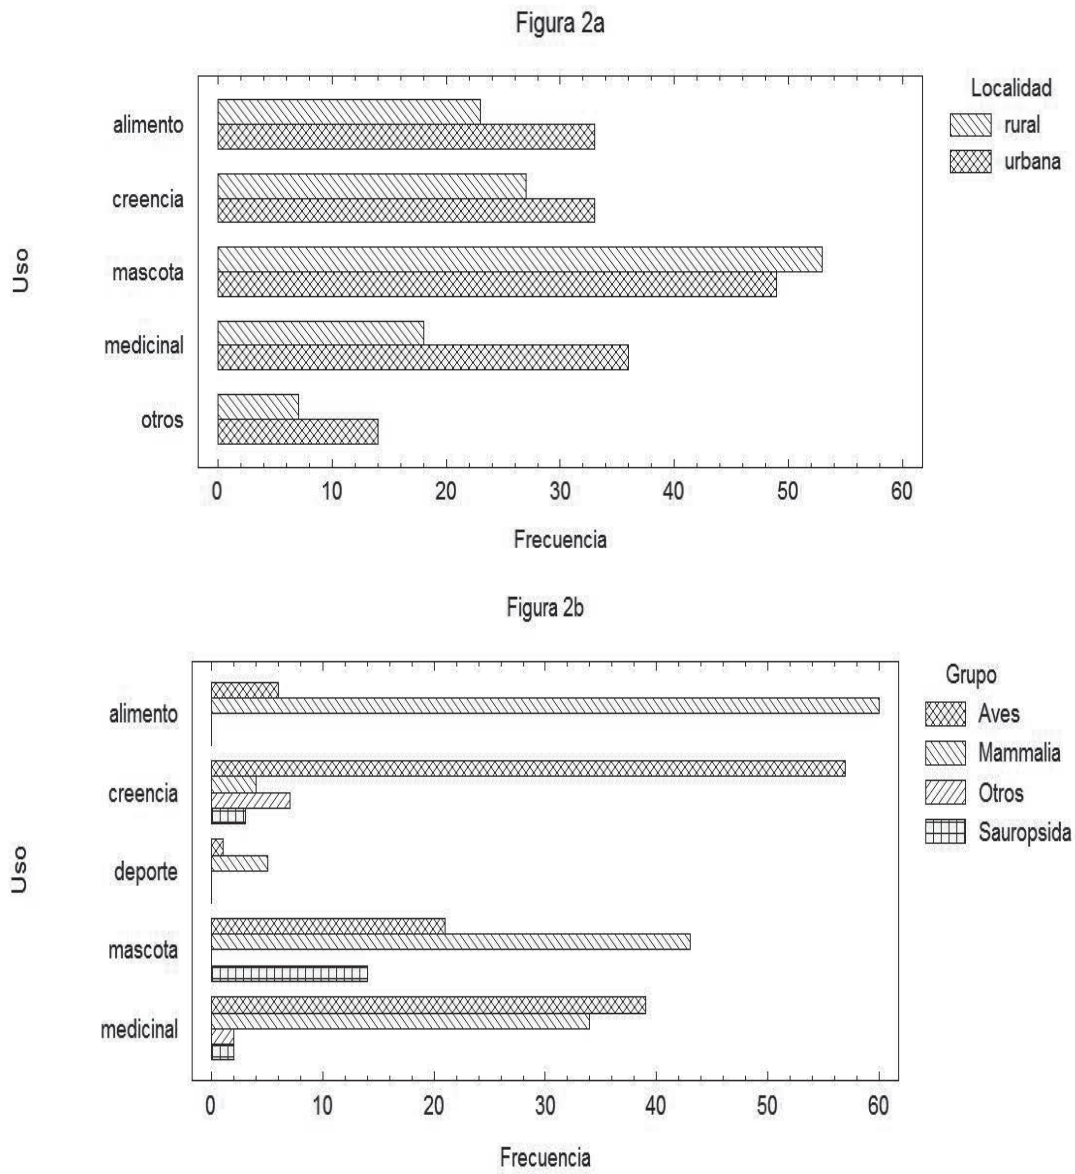 Figura 2a
Localidad
rural
urbana
alimento
creencia
mascota
medicinal
otros
Uso
0 10 20 30 40 50 60
Frecuencia
Figura 2b
Grupo
Aves
Mammalia
Otros
Sauropsida
alimento
creencia
deporte
mascota
medicinal
Uso
0 10 20 30 40 50 60
Frecuencia